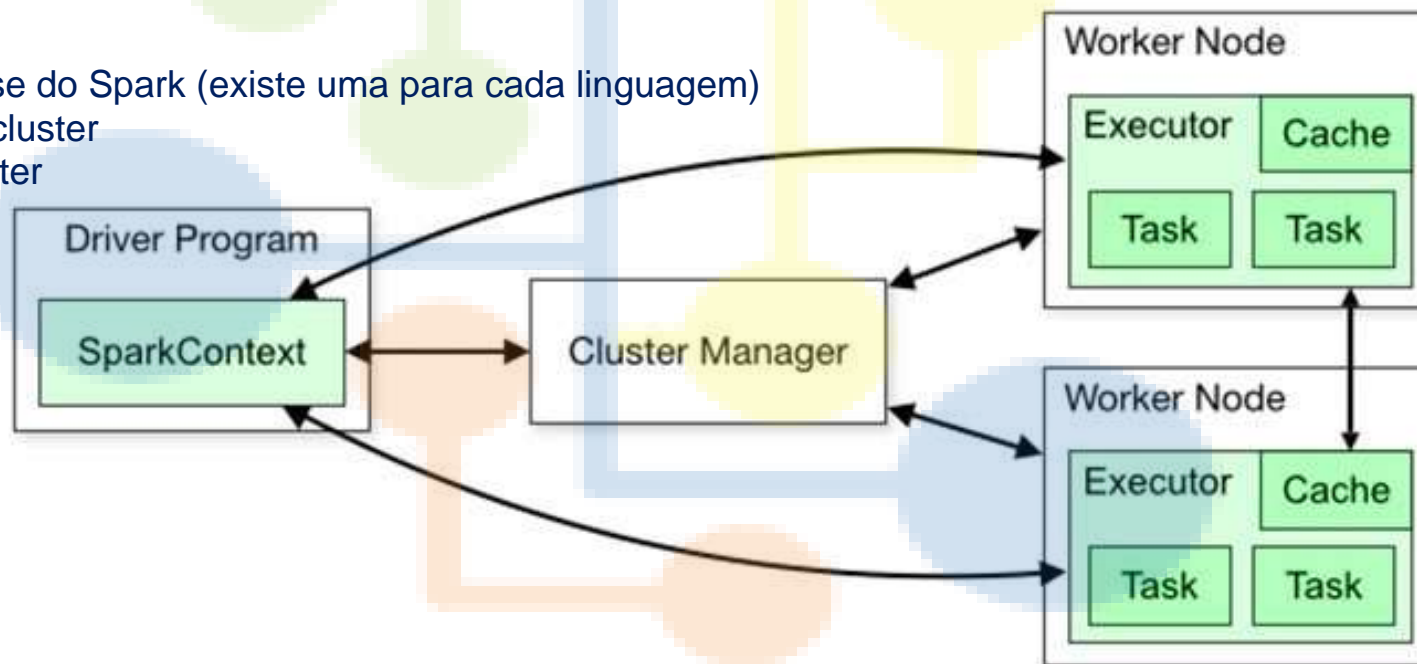 se do Spark (existe uma para cada linguagem)
cluster
ter
Driver Program
SparkContext
Cluster Manager
Worker Node
Executor
Cache
Task
Task
Worker Node
Executor
Cache
Task
Task